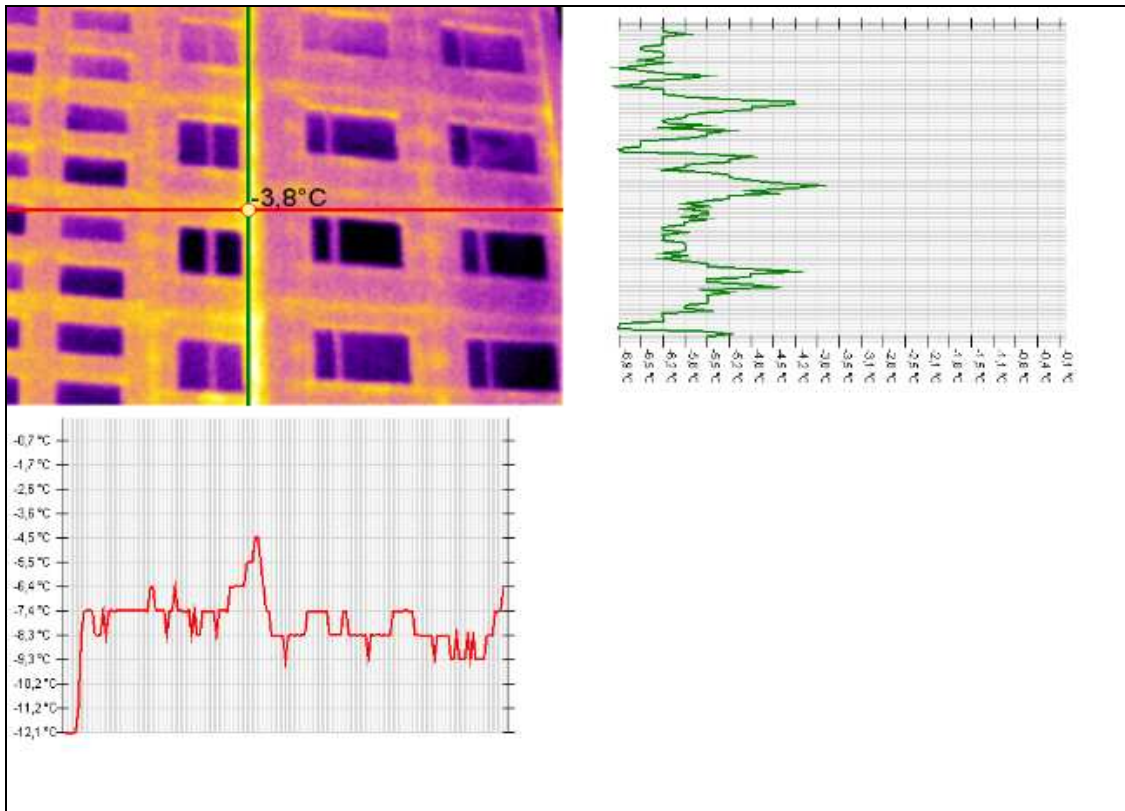 -3,8°C
-6,9 °C
-6,5 °C
-6,2 °C
-5,8 °C
-5,5 °C
-5,2 °C
-4,8 °C
-4,5 °C
-4,2 °C
-3,8 °C
-3,5 °C
-3,1 °C
-2,8 °C
-2,5 °C
-2,1 °C
-1,8 °C
-1,4 °C
-1,1 °C
-0,8 °C
-0,4 °C
-0,1 °C
-0,7 °C
-1,7 °C
-2,6 °C
-3,6 °C
-4,5 °C
-5,5 °C
-6,4 °C
-7,4 °C
-8,3 °C
-9,3 °C
-10,2 °C
-11,2 °C
-12,1 °C